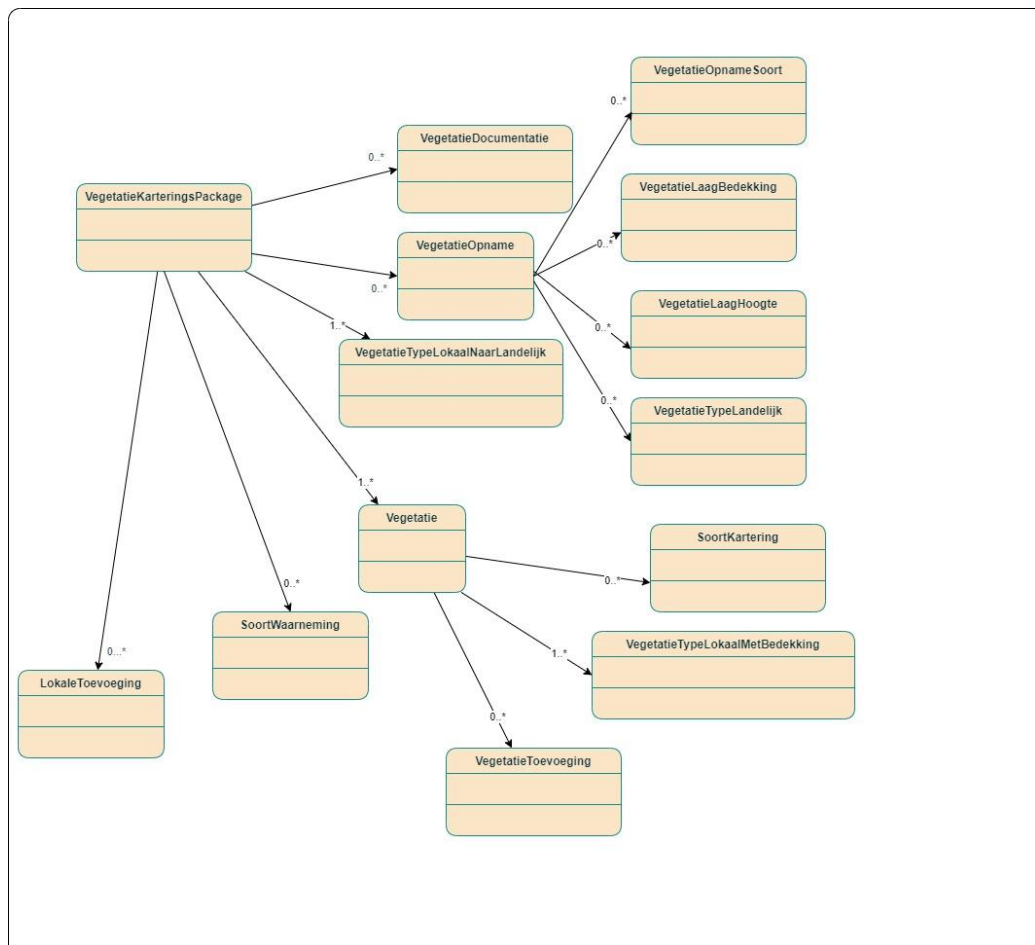 VegetatieOpnameSoort
0..*
VegetatieDocumentatie
0..*
VegetatieKarteringsPackage
VegetatieLaagBedekking
0..*
VegetatieOpname
0..*
VegetatieLaagHoogte
0..*
1..*
VegetatieTypeLokaalNaarLandelijk
VegetatieTypeLandelijk
0..*
1..*
Vegetatie
SoortKartering
0..*
0..*
SoortWaarneming
VegetatieTypeLokaalMetBedekking
1..*
0...*
LokaleToevoeging
0..*
VegetatieToevoeging